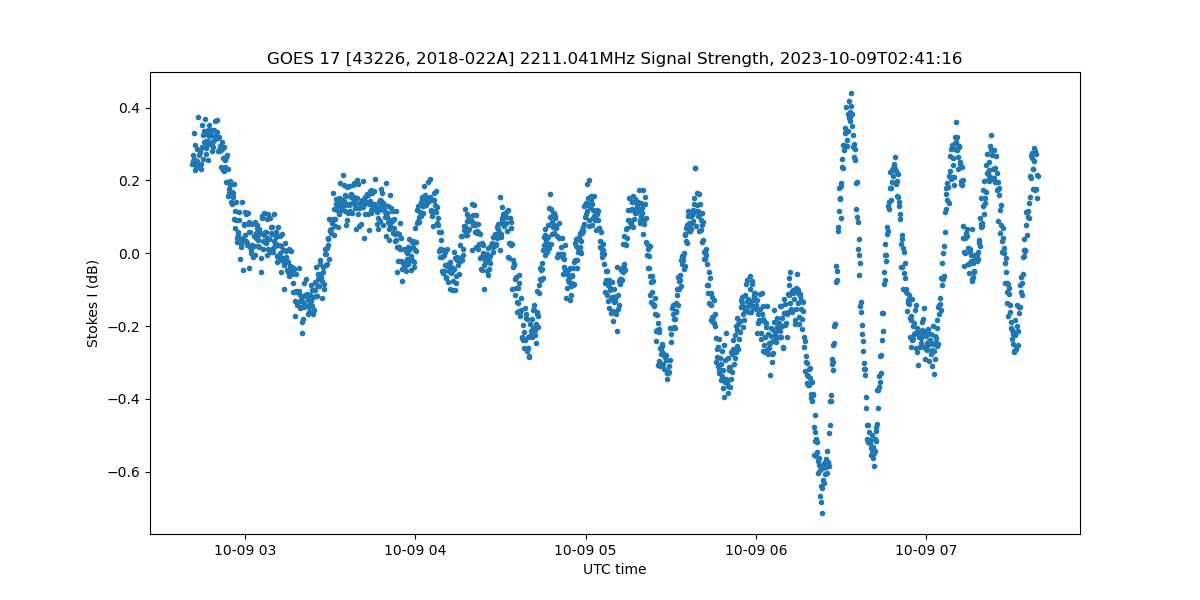 GOES 17 [43226, 2018-022A] 2211.041MHz Signal Strength, 2023-10-09T02:41:16
Stokes I (dB)
0.4
0.2
0.0
−0.2
−0.4
−0.6
10-09 03 10-09 04 10-09 05 10-09 06 10-09 07
UTC time